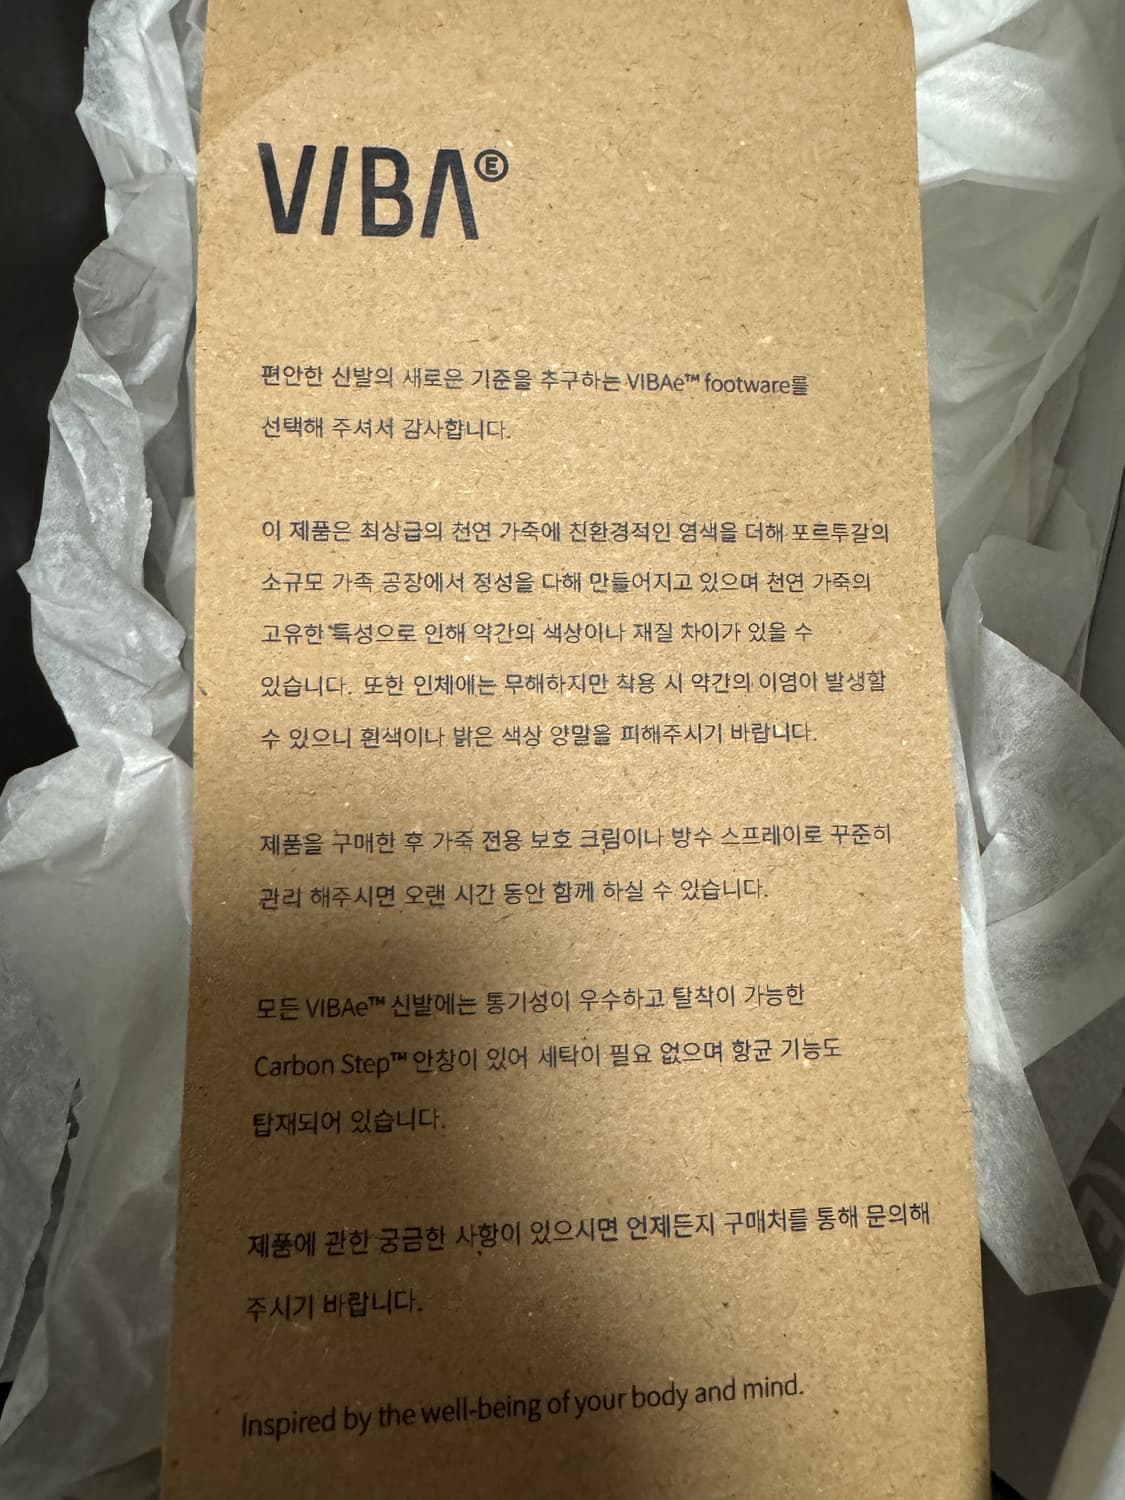 VIBAⒺ
편안한 신발의 새로운 기준을 추구하는 VIBAe™ footware를
선택해 주셔서 감사합니다.
이 제품은 최상급의 천연 가죽에 친환경적인 염색을 더해 포르투갈의
소규모 가족 공장에서 정성을 다해 만들어지고 있으며 천연 가죽의
고유한 특성으로 인해 약간의 색상이나 재질 차이가 있을 수
있습니다. 또한 인체에는 무해하지만 착용 시 약간의 이염이 발생할
수 있으니 흰색이나 밝은 색상 양말을 피해주시기 바랍니다.
제품을 구매한 후 가죽 전용 보호 크림이나 방수 스프레이로 꾸준히
관리 해주시면 오랜 시간 동안 함께 하실 수 있습니다.
모든 VIBAe™ 신발에는 통기성이 우수하고 탈착이 가능한
Carbon Step™ 안창이 있어 세탁이 필요 없으며 항균 기능도
탑재되어 있습니다.
제품에 관한 궁금한 사항이 있으시면 언제든지 구매처를 통해 문의해
주시기 바랍니다.
Inspired by the well-being of your body and mind.